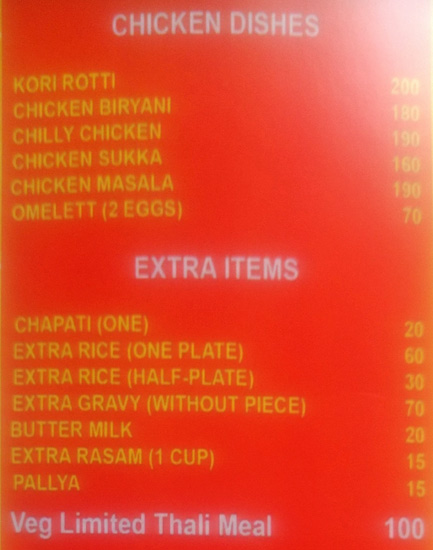 CHICKEN DISHES
KORI ROTTI 200
CHICKEN BIRYANI 180
CHILLY CHICKEN 190
CHICKEN SUKKA 160
CHICKEN MASALA 190
OMELETT (2 EGGS) 70
EXTRA ITEMS
CHAPATI (ONE) 20
EXTRA RICE (ONE PLATE) 60
EXTRA RICE (HALF-PLATE) 30
EXTRA GRAVY (WITHOUT PIECE) 70
BUTTER MILK 20
EXTRA RASAM (1 CUP) 15
PALLYA 15
Veg Limited Thali Meal 100